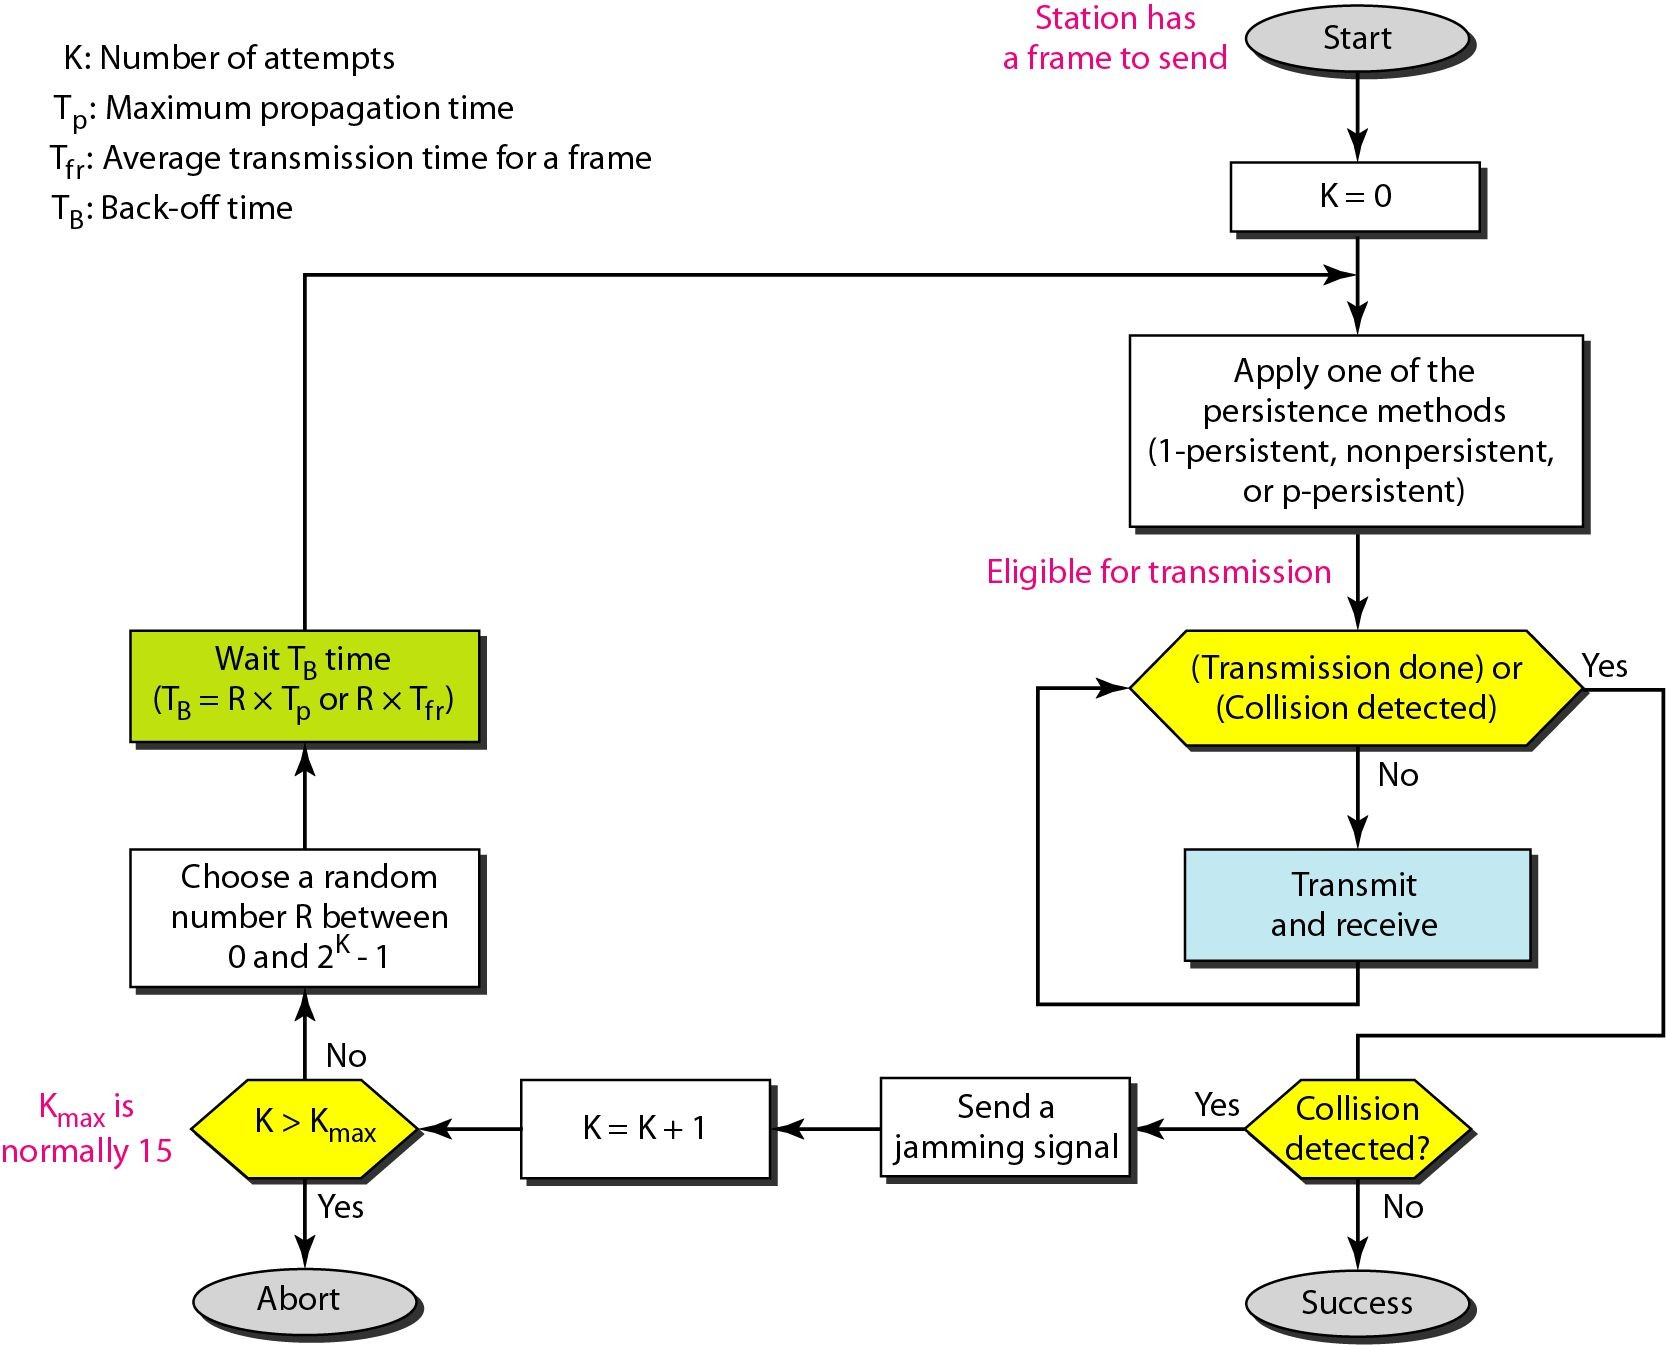 K: Number of attempts
Tp: Maximum propagation time
Tfr: Average transmission time for a frame
TB: Back-off time
Station has
a frame to send
Start
K = 0
Apply one of the
persistence methods
(1-persistent, nonpersistent,
or p-persistent)
Eligible for transmission
(Transmission done) or
(Collision detected)
Yes
No
Transmit
and receive
Collision
detected?
Yes
No
Success
Send a
jamming signal
K = K + 1
K > Kmax
Kmax is
normally 15
Yes
Abort
No
Choose a random
number R between
0 and 2^K - 1
Wait TB time
(TB = R × Tp or R × Tfr)